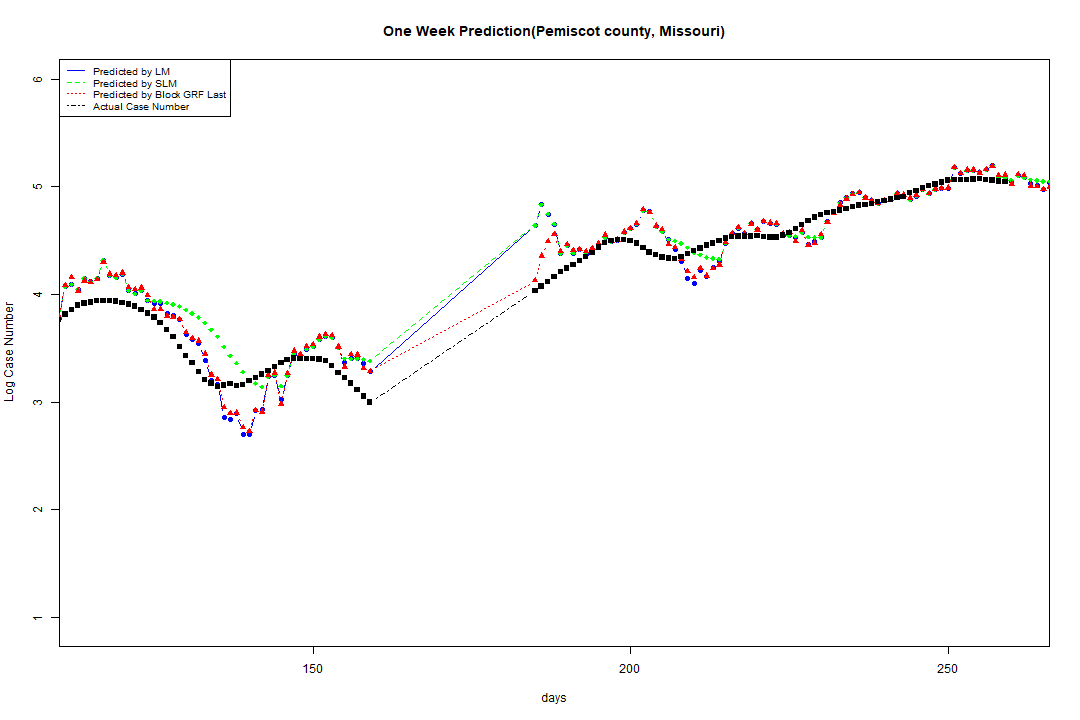 One Week Prediction(Pemiscot county, Missouri)
Predicted by LM
Predicted by SLM
Predicted by Block GRF Last
Actual Case Number
6
5
4
3
2
1
Log Case Number
150
200
250
days